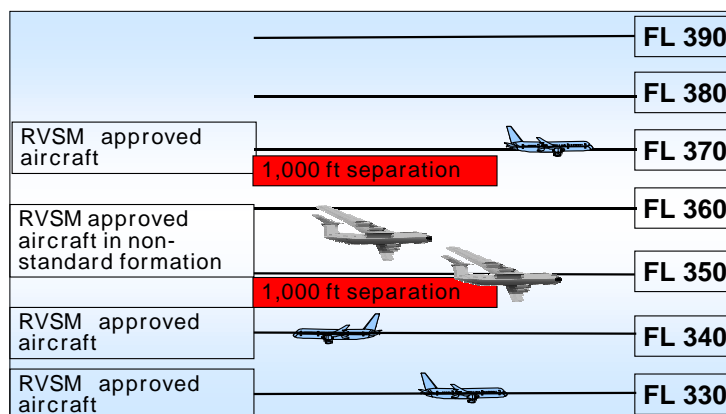 FL 390
FL 380
RVSM approved
aircraft
FL 370
1,000 ft separation
FL 360
RVSM approved
aircraft in non-
standard formation
FL 350
1,000 ft separation
RVSM approved
aircraft
FL 340
RVSM approved
aircraft
FL 330